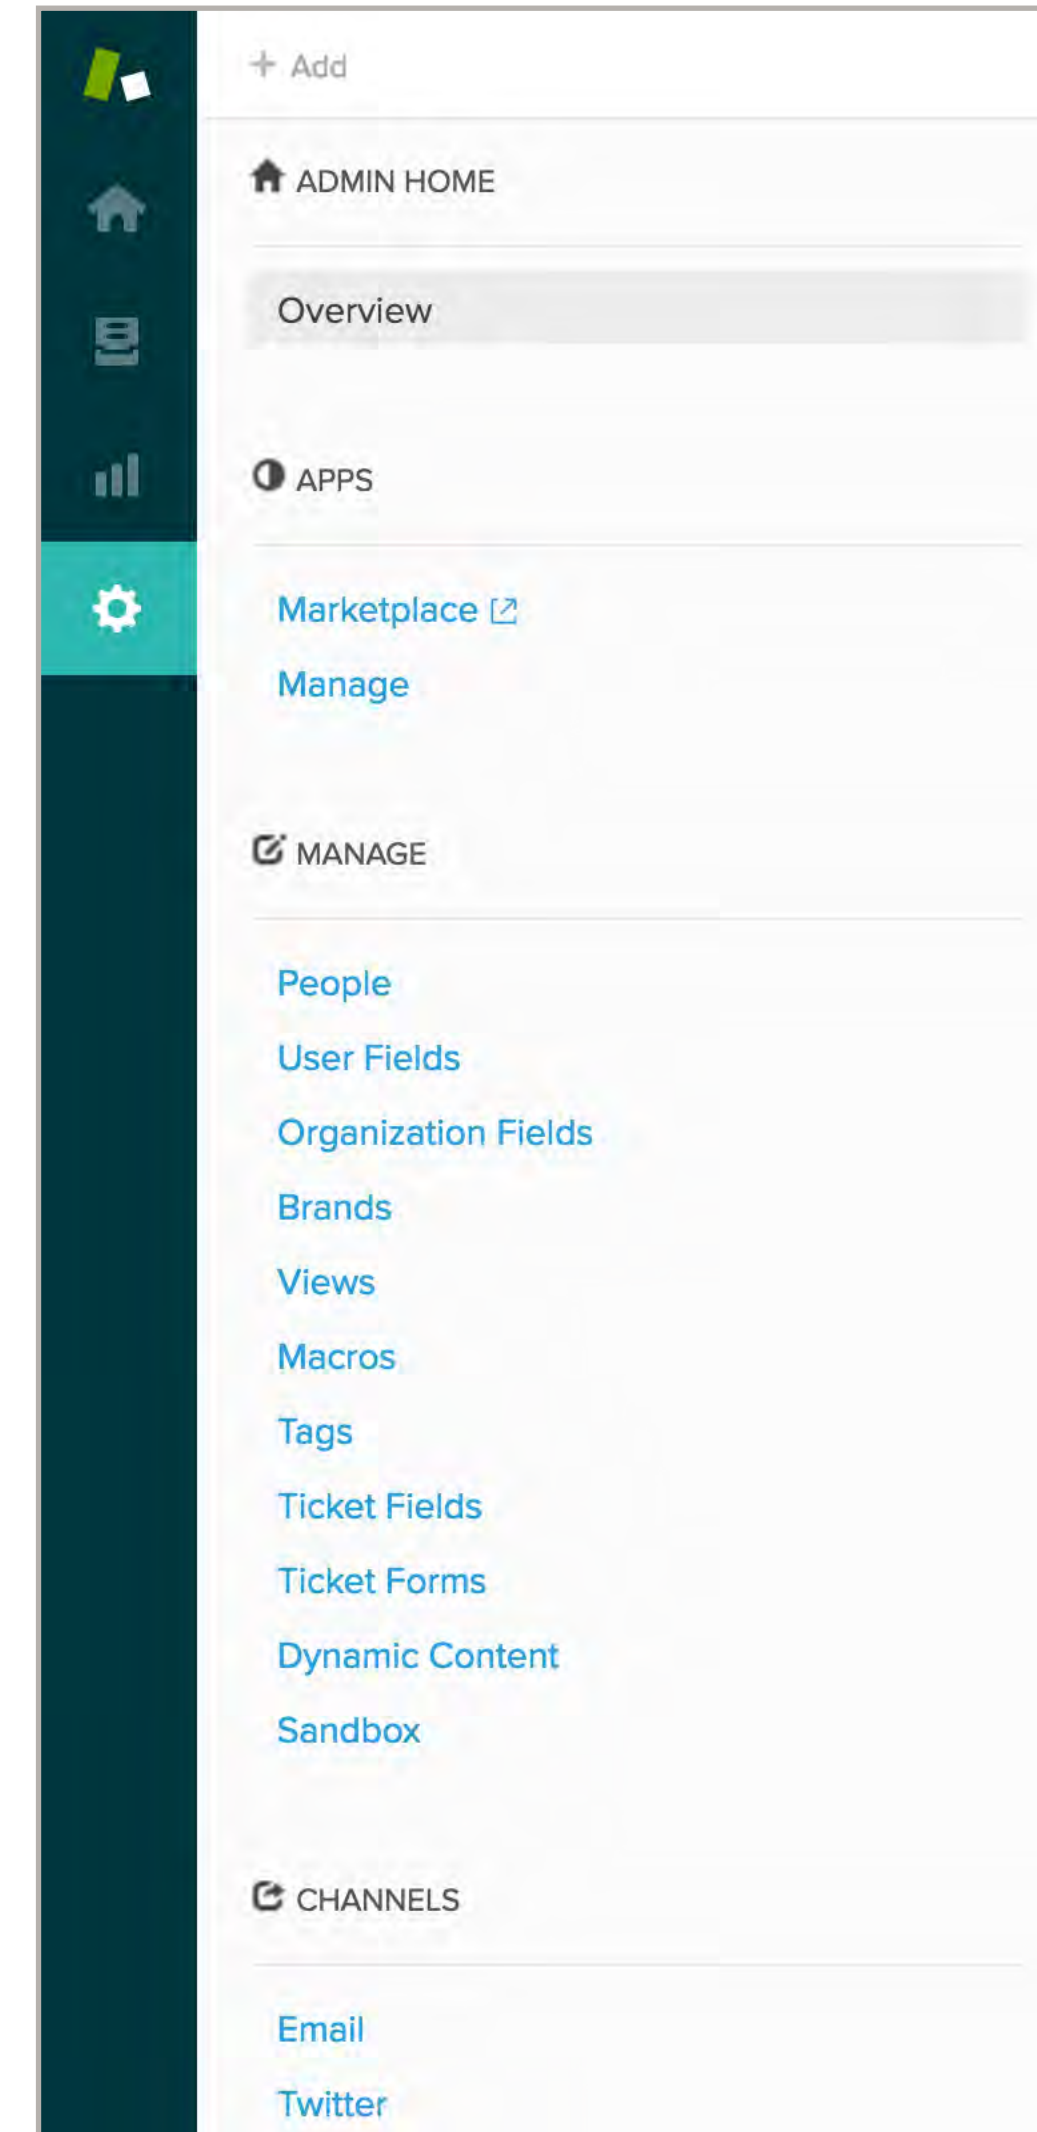 + Add
ADMIN HOME
Overview
APPS
Marketplace
Manage
MANAGE
People
User Fields
Organization Fields
Brands
Views
Macros
Tags
Ticket Fields
Ticket Forms
Dynamic Content
Sandbox
CHANNELS
Email
Twitter